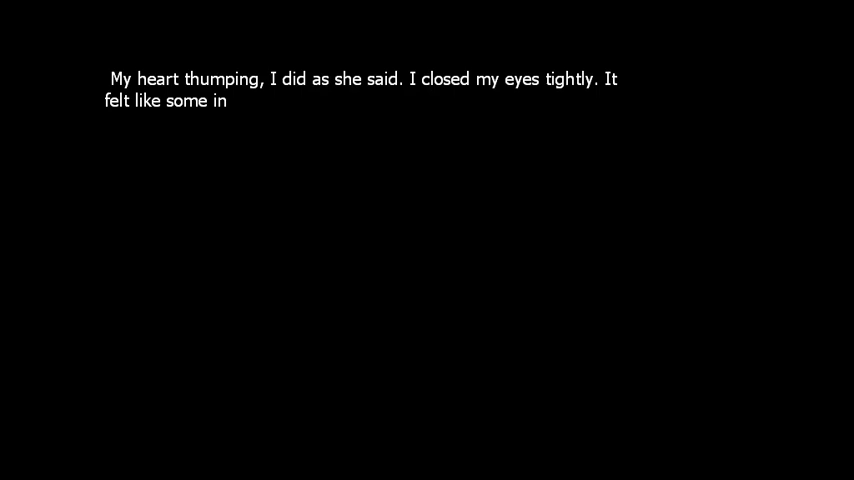 My heart thumping, I did as she said. I closed my eyes tightly. It
felt like some in